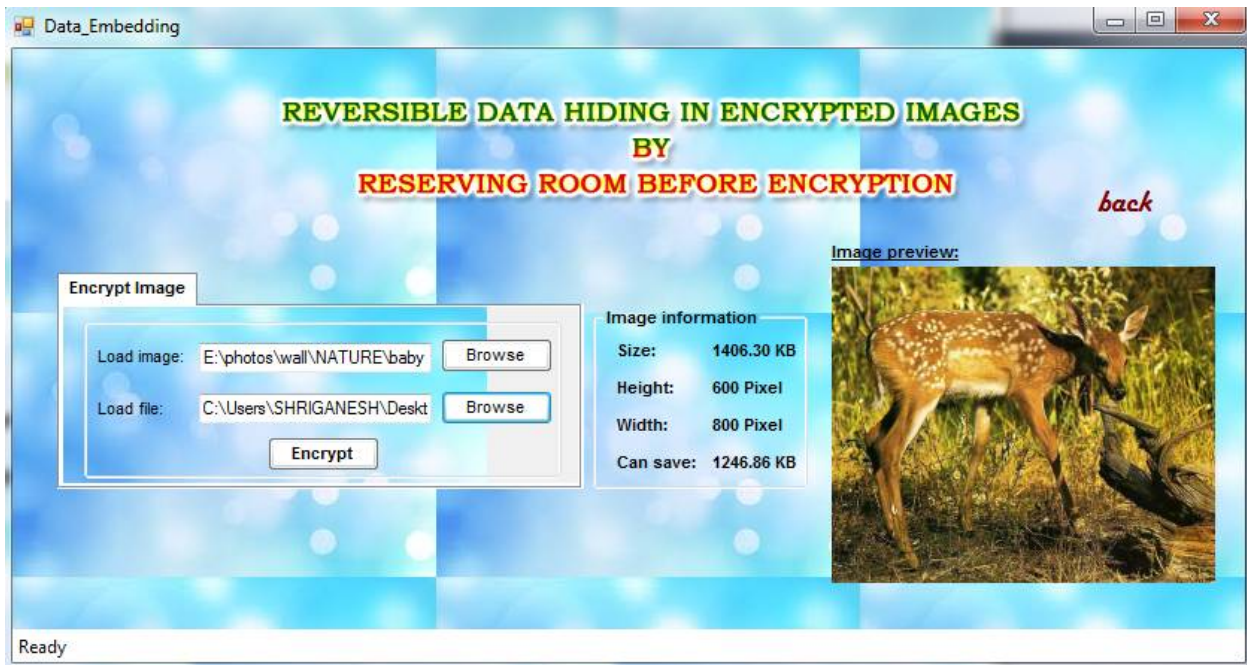 Data_Embedding
REVERSIBLE DATA HIDING IN ENCRYPTED IMAGES
BY
RESERVING ROOM BEFORE ENCRYPTION
back
Image preview:
Encrypt Image
Load image: E:\photos\wall\NATURE\baby Browse
Load file: C:\Users\SHRIGANESH\Deskt Browse
Encrypt
Image information
Size: 1406.30 KB
Height: 600 Pixel
Width: 800 Pixel
Can save: 1246.86 KB
Ready